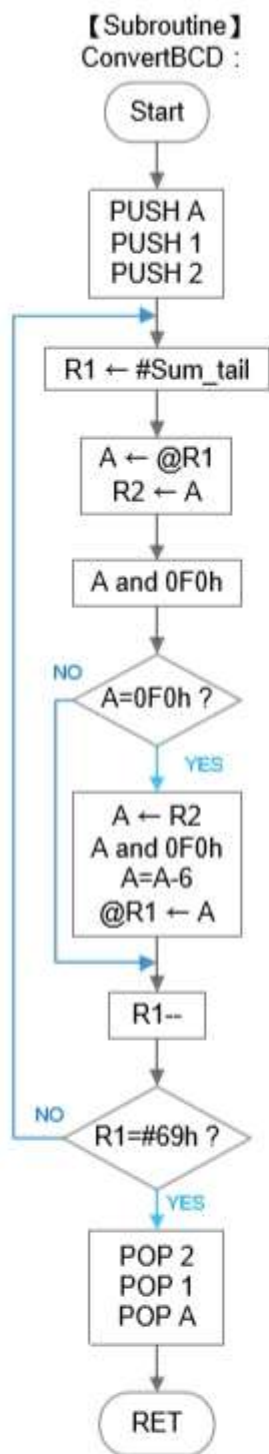 【Subroutine】
ConvertBCD :
Start
PUSH A
PUSH 1
PUSH 2
R1 ← #Sum_tail
A ← @R1
R2 ← A
A and 0F0h
NO
A=0F0h ?
YES
A ← R2
A and 0F0h
A=A-6
@R1 ← A
R1--
NO
R1=#69h ?
YES
POP 2
POP 1
POP A
RET